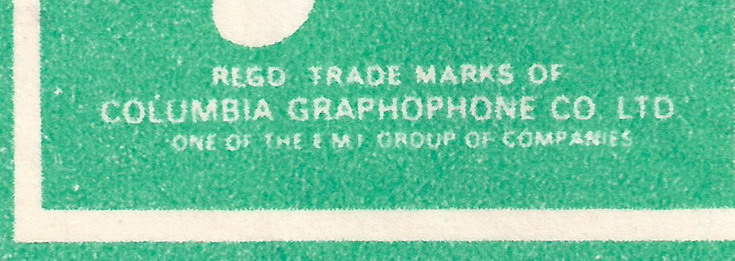 REGD TRADE MARKS OF
COLUMBIA GRAPHOPHONE CO LTD
ONE OF THE E.M.I. GROUP OF COMPANIES